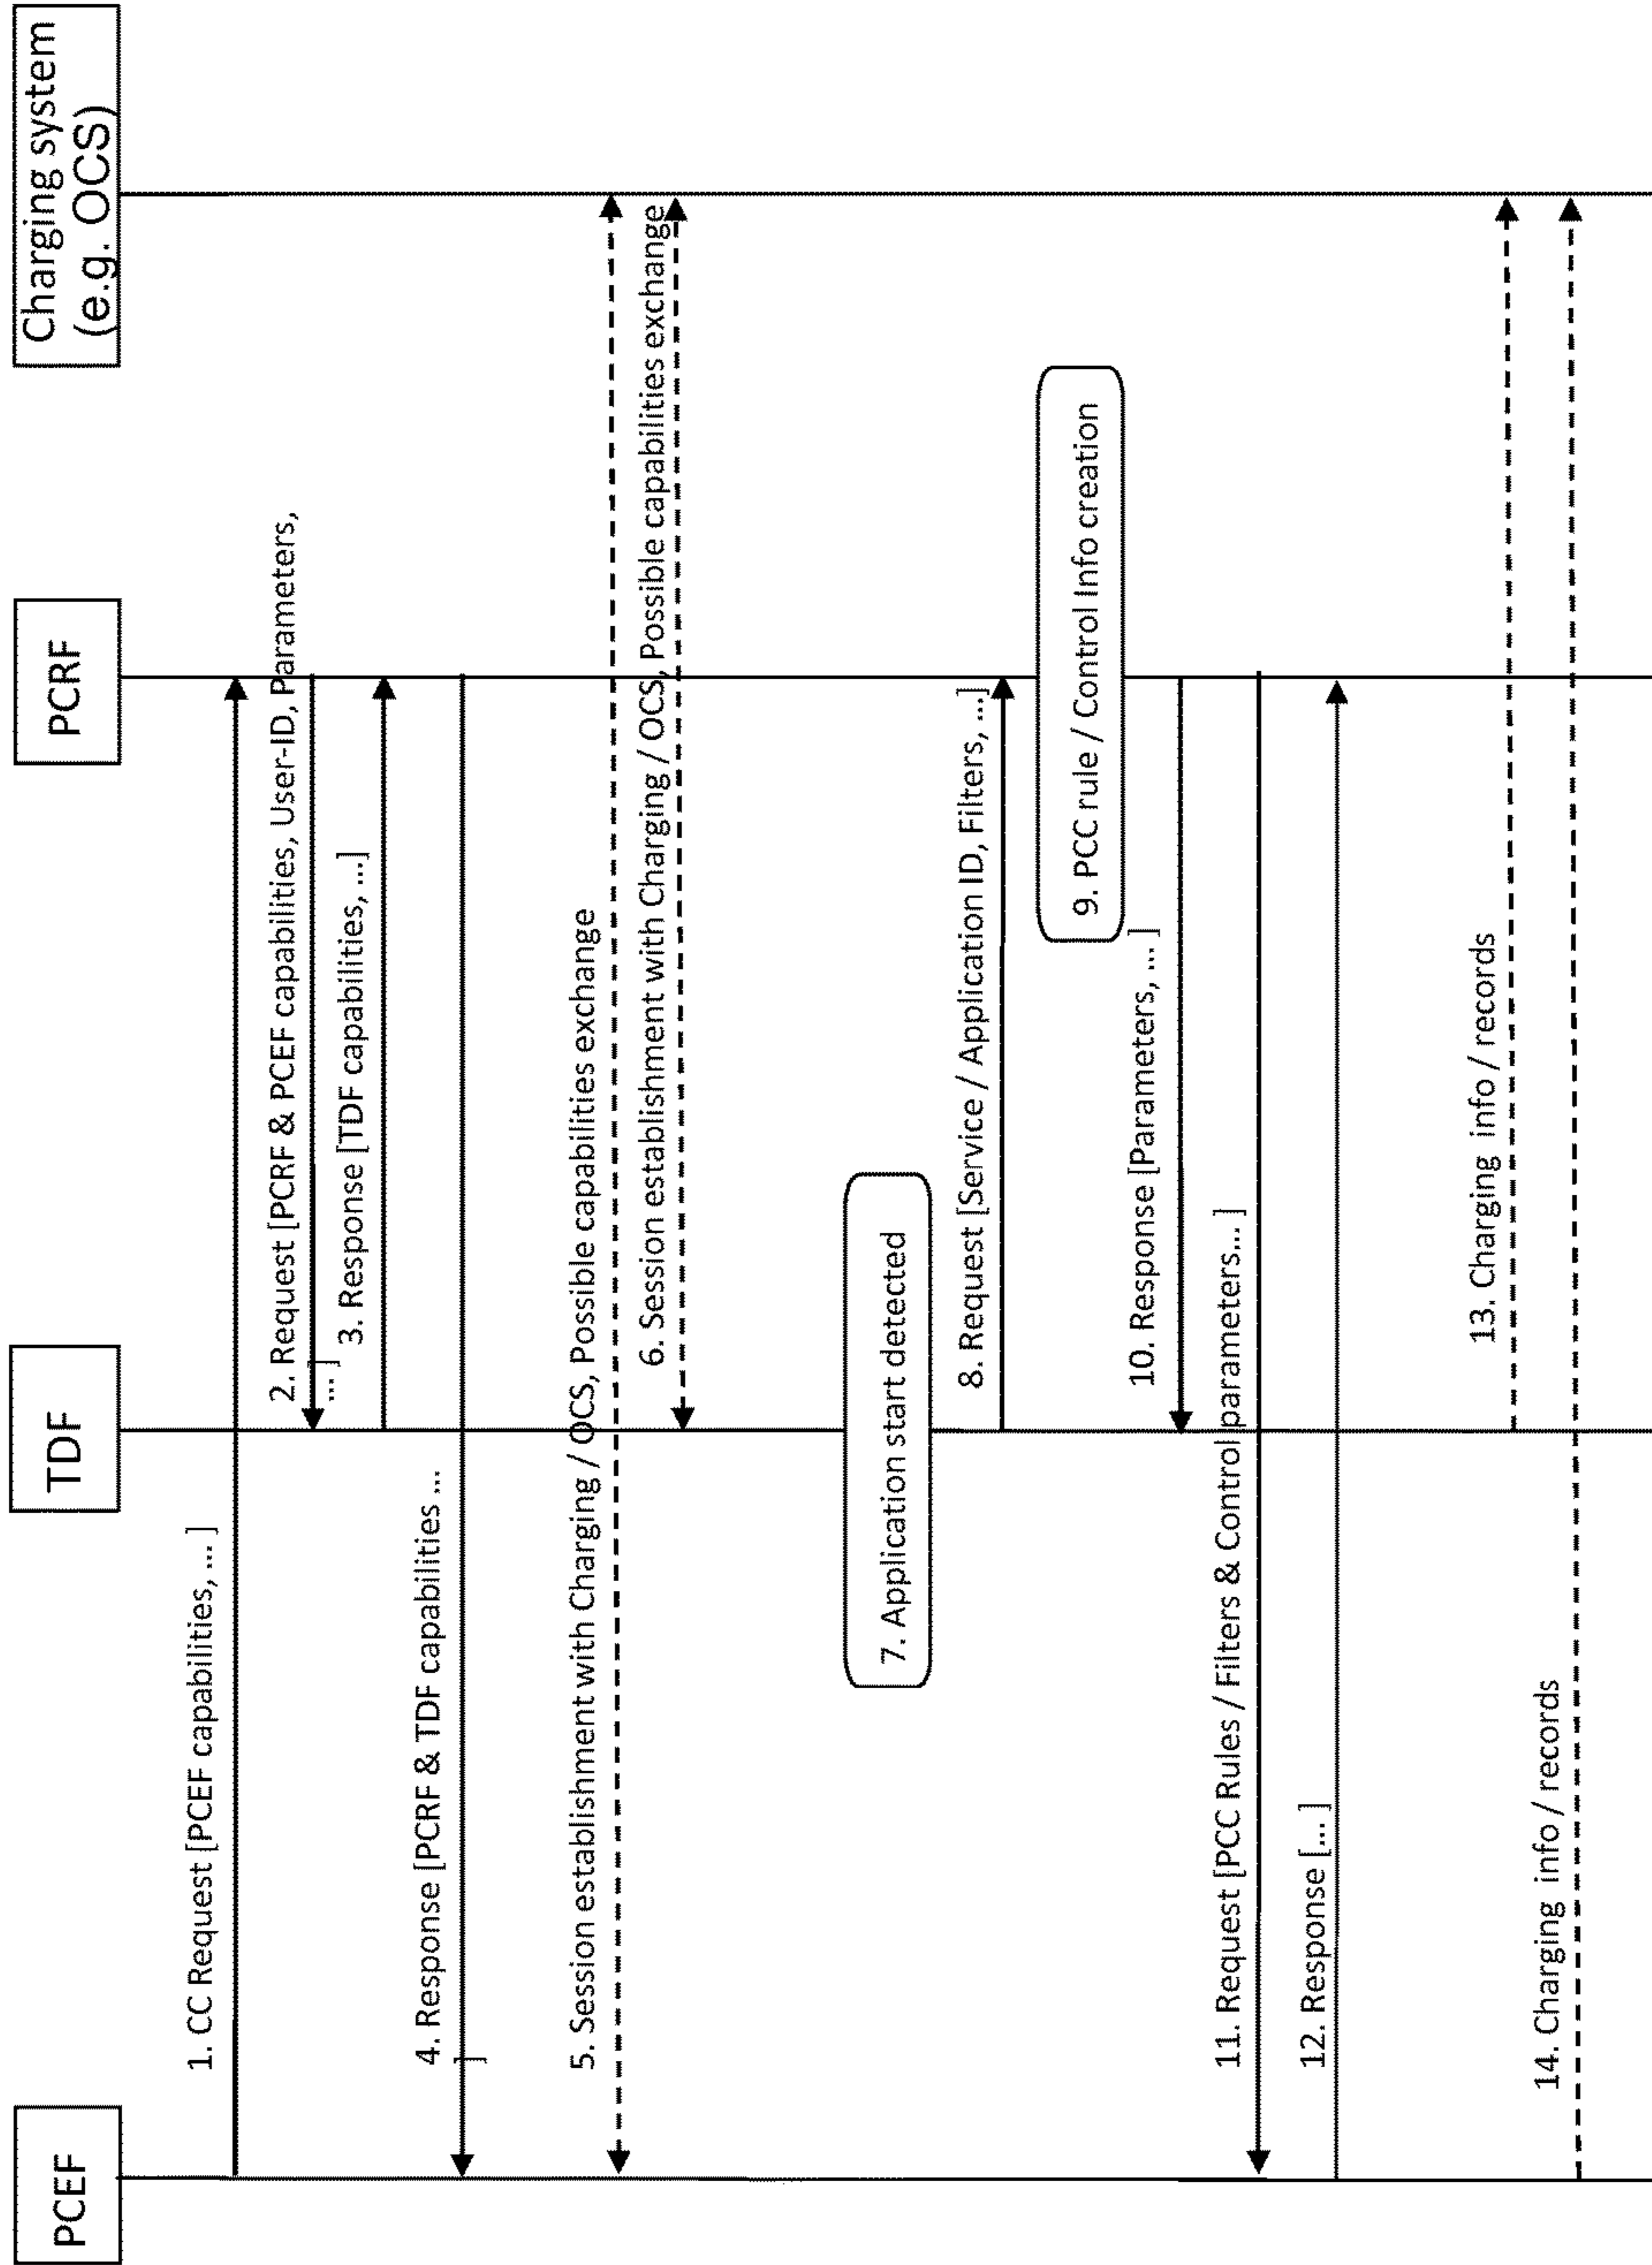 PCEF
TDF
PCRF
Charging system
(e.g. OCS)
1. CC Request [PCEF capabilities, ... ]
2. Request [PCRF & PCEF capabilities, User-ID, Parameters,
... ]
3. Response [TDF capabilities, ...]
4. Response [PCRF & TDF capabilities ...
]
5. Session establishment with Charging / OCS, Possible capabilities exchange
6. Session establishment with Charging / OCS, Possible capabilities exchange
7. Application start detected
8. Request [Service / Application ID, Filters, ...]
9. PCC rule / Control Info creation
10. Response [Parameters, ... ]
11. Request [PCC Rules / Filters & Control parameters... ]
12. Response [... ]
13. Charging info / records
14. Charging info / records